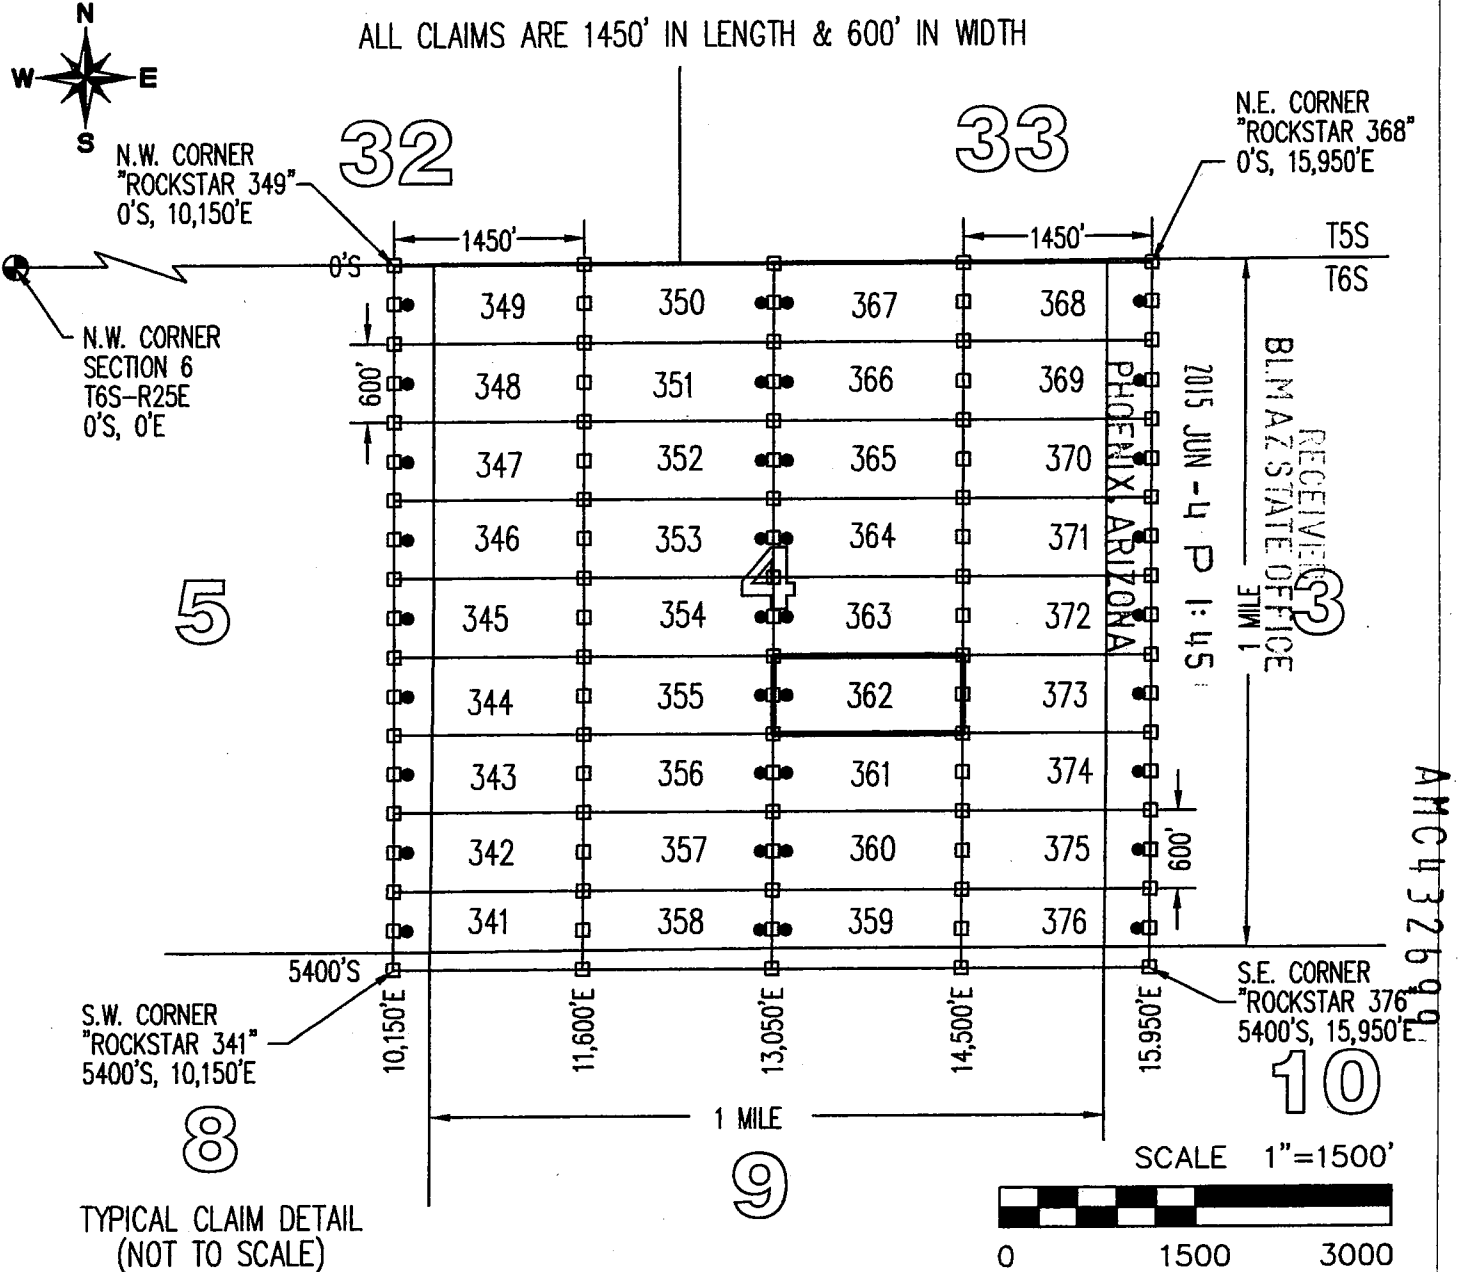 N
ALL CLAIMS ARE 1450' IN LENGTH & 600' IN WIDTH
W E
S
32
33
N.W. CORNER
"ROCKSTAR 349"
0'S, 10,150'E
N.E. CORNER
"ROCKSTAR 368"
0'S, 15,950'E
1450'
1450'
T5S
T6S
0'S
N.W. CORNER
SECTION 6
T6S-R25E
0'S, 0'E
600'
349 350 367 368
348 351 366 369
347 352 365 370
346 353 364 371
345 354 363 372
344 355 362 373
343 356 361 374
342 357 360 375
341 358 359 376
4
5
3
1 MILE
RECEIVED
BLM AZ STATE OFFICE
2015 JUN -4 P 1:45
PHOENIX, ARIZONA
600'
AMC432699
5400'S
S.W. CORNER
"ROCKSTAR 341"
5400'S, 10,150'E
10,150'E
11,600'E
13,050'E
14,500'E
15.950'E
S.E. CORNER
"ROCKSTAR 376"
5400'S, 15,950'E
10
8
1 MILE
9
SCALE 1"=1500'
0 1500 3000
TYPICAL CLAIM DETAIL
(NOT TO SCALE)